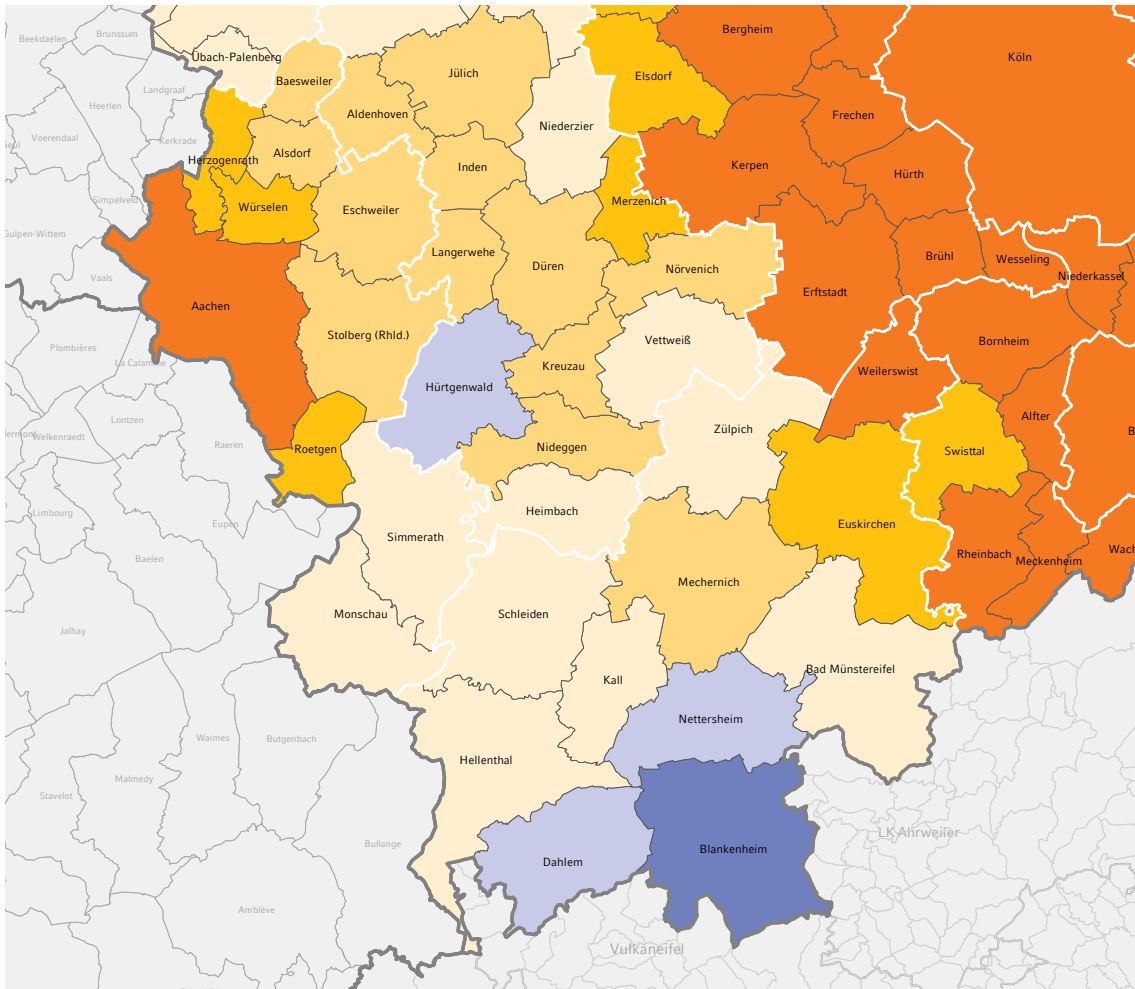 Beekdaelen
Brunssum
Bergheim
Köln
Übach-Palenberg
Jülich
Elsdorf
Baesweiler
Landgraaf
Heerlen
Aldenhoven
Frechen
Niederzier
Voerendaal
Kerkrade
Alsdorf
Herzogenrath
Inden
Kerpen
Hürth
Simpelveld
Würselen
Eschweiler
Merzenich
Gulpen-Wittem
Langerwehe
Brühl
Wesseling
Düren
Nörvenich
Niederkassel
Vaals
Aachen
Erftstadt
Stolberg (Rhld.)
Vettweiß
Bornheim
Plombières
La Calamine
Kreuzau
Weilerswist
Hürtgenwald
Alfter
Lontzen
Welkenraedt
Raeren
Zülpich
B
Roetgen
Nideggen
Swisttal
Limbourg
Heimbach
Eupen
Euskirchen
Simmerath
Baelen
Rheinbach
Wach
Meckenheim
Mechernich
Monschau
Schleiden
Jalhay
Kall
Bad Münstereifel
Nettersheim
Waimes
Butgenbach
Hellenthal
Malmedy
Stavelot
LK Ahrweiler
Bullange
Blankenheim
Dahlem
Amblève
Vulkaneifel